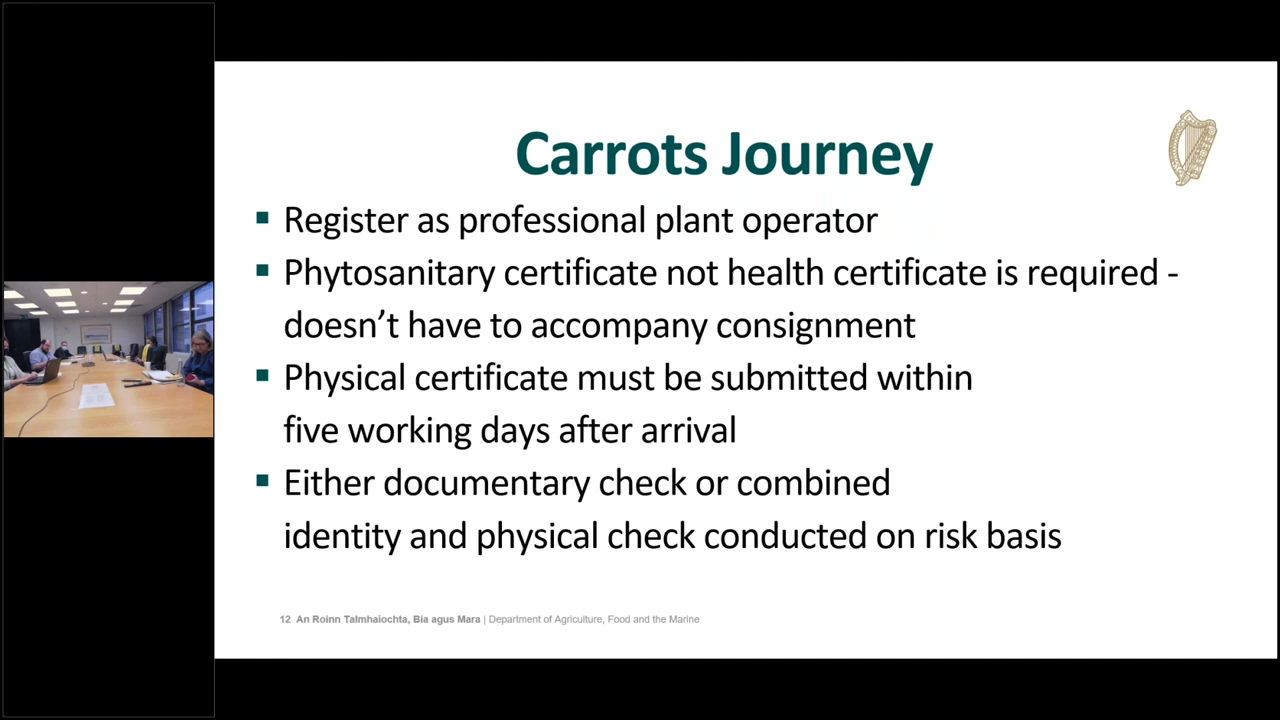 Carrots Journey
Register as professional plant operator
Phytosanitary certificate not health certificate is required -
doesn’t have to accompany consignment
Physical certificate must be submitted within
five working days after arrival
Either documentary check or combined
identity and physical check conducted on risk basis
12 An Roinn Talmhaíochta, Bia agus Mara | Department of Agriculture, Food and the Marine